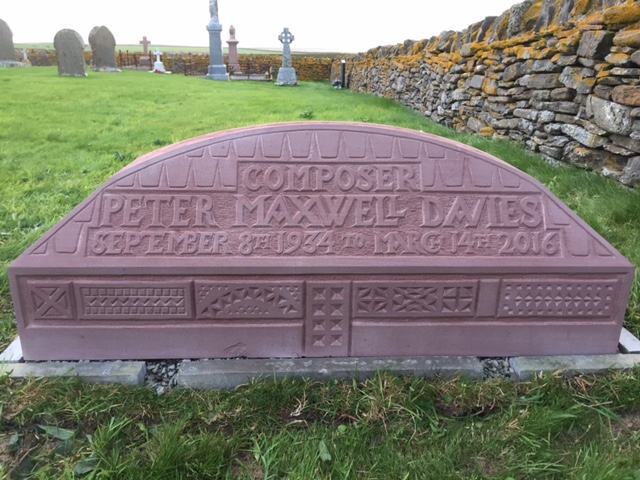 COMPOSER
PETER MAXWELL DAVIES
SEPTEMBER 8TH 1934 TO MARCH 14TH 2016